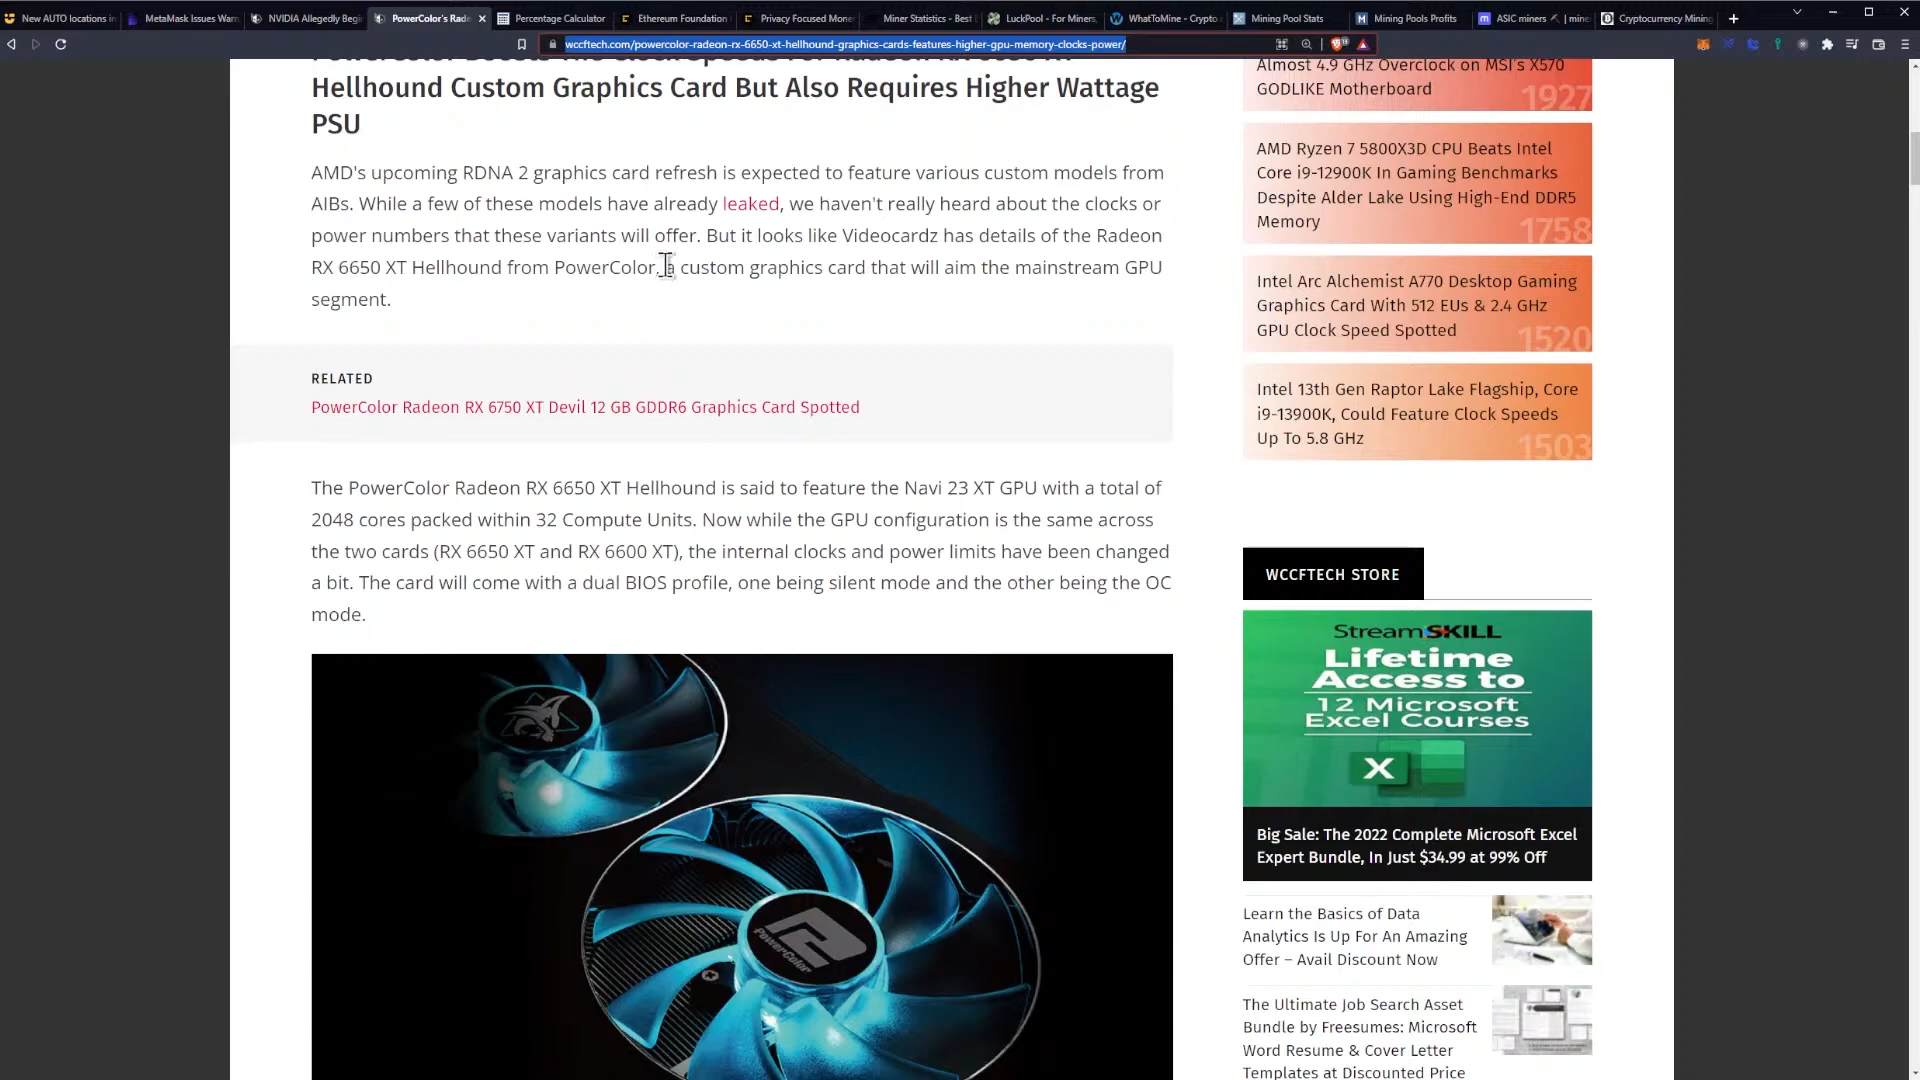 New AUTO locations in
MetaMask Issues Warn
NVIDIA Allegedly Begi
PowerColor's Rade
Percentage Calculator
Ethereum Foundation
Privacy Focused Mone
Miner Statistics - Best
LuckPool - For Miners,
WhatToMine - Crypto
Mining Pool Stats
Mining Pools Profits
ASIC miners
mine
Cryptocurrency Mining
wccftech.com/powercolor-radeon-rx-6650-xt-hellhound-graphics-cards-features-higher-gpu-memory-clocks-power/
Hellhound Custom Graphics Card But Also Requires Higher Wattage
PSU
AMD's upcoming RDNA 2 graphics card refresh is expected to feature various custom models from
AIBs. While a few of these models have already leaked, we haven't really heard about the clocks or
power numbers that these variants will offer. But it looks like Videocardz has details of the Radeon
RX 6650 XT Hellhound from PowerColor, a custom graphics card that will aim the mainstream GPU
segment.
RELATED
PowerColor Radeon RX 6750 XT Devil 12 GB GDDR6 Graphics Card Spotted
The PowerColor Radeon RX 6650 XT Hellhound is said to feature the Navi 23 XT GPU with a total of
2048 cores packed within 32 Compute Units. Now while the GPU configuration is the same across
the two cards (RX 6650 XT and RX 6600 XT), the internal clocks and power limits have been changed
a bit. The card will come with a dual BIOS profile, one being silent mode and the other being the OC
mode.
PowerColor
Almost 4.9 GHz Overclock on MSI's X570
GODLIKE Motherboard
1927
AMD Ryzen 7 5800X3D CPU Beats Intel
Core i9-12900K In Gaming Benchmarks
Despite Alder Lake Using High-End DDR5
Memory
1758
Intel Arc Alchemist A770 Desktop Gaming
Graphics Card With 512 EUs & 2.4 GHz
GPU Clock Speed Spotted
1520
Intel 13th Gen Raptor Lake Flagship, Core
i9-13900K, Could Feature Clock Speeds
Up To 5.8 GHz
1503
WCCFTECH STORE
StreamSKILL
Lifetime
Access to
12 Microsoft
Excel Courses
X
Big Sale: The 2022 Complete Microsoft Excel
Expert Bundle, In Just $34.99 at 99% Off
Learn the Basics of Data
Analytics Is Up For An Amazing
Offer – Avail Discount Now
The Ultimate Job Search Asset
Bundle by Freesumes: Microsoft
Word Resume & Cover Letter
Templates at Discounted Price